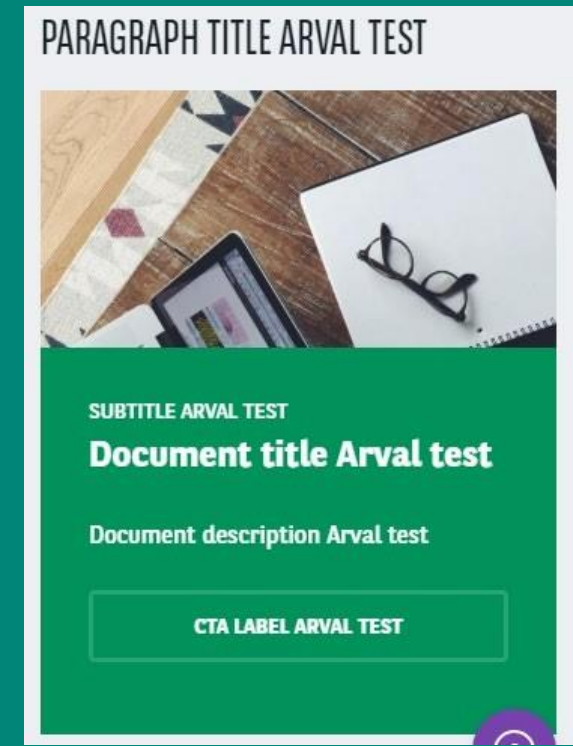 PARAGRAPH TITLE ARVAL TEST
SUBTITLE ARVAL TEST
Document title Arval test
Document description Arval test
CTA LABEL ARVAL TEST